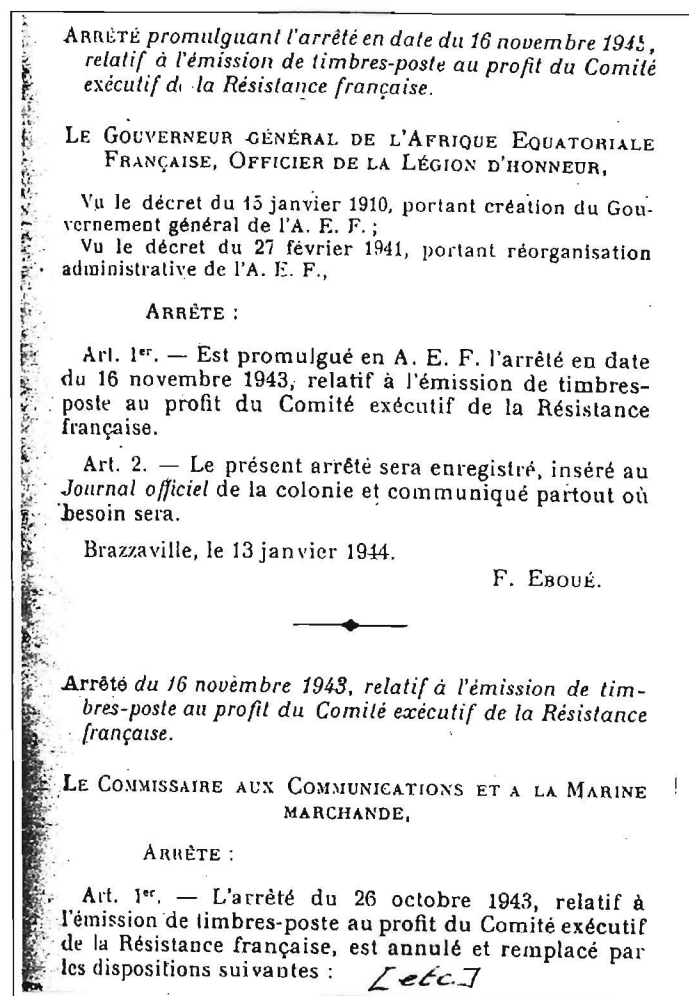 ARRÊTÉ promulguant l'arrêté en date du 16 novembre 1943,
relatif à l'émission de timbres-poste au profit du Comité
exécutif de la Résistance française.
LE GOUVERNEUR GÉNÉRAL DE L'AFRIQUE EQUATORIALE
FRANÇAISE, OFFICIER DE LA LÉGION D'HONNEUR,
Vu le décret du 15 janvier 1910, portant création du Gou-
vernement général de l'A. E. F. ;
Vu le décret du 27 février 1941, portant réorganisation
administrative de l'A. E. F.,
ARRÊTE :
Art. 1er. — Est promulgué en A. E. F. l'arrêté en date
du 16 novembre 1943, relatif à l'émission de timbres-
poste au profit du Comité exécutif de la Résistance
française.
Art. 2. — Le présent arrêté sera enregistré, inséré au
Journal officiel de la colonie et communiqué partout où
besoin sera.
Brazzaville, le 13 janvier 1944.
F. EBOUÉ.
Arrêté du 16 novembre 1943, relatif à l'émission de tim-
bres-poste au profit du Comité exécutif de la Résistance
française.
LE COMMISSAIRE AUX COMMUNICATIONS ET A LA MARINE
MARCHANDE,
ARRÊTE :
Art. 1er. — L'arrêté du 26 octobre 1943, relatif à
l'émission de timbres-poste au profit du Comité exécutif
de la Résistance française, est annulé et remplacé par
les dispositions suivantes : [etc.]